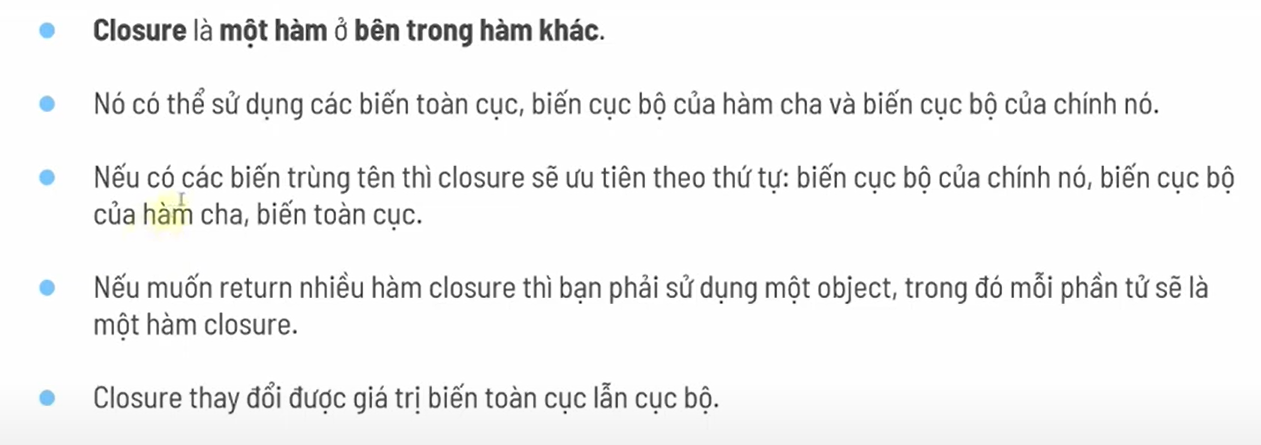 Closure là một hàm ở bên trong hàm khác.
Nó có thể sử dụng các biến toàn cục, biến cục bộ của hàm cha và biến cục bộ của chính nó.
Nếu có các biến trùng tên thì closure sẽ ưu tiên theo thứ tự: biến cục bộ của chính nó, biến cục bộ
của hàm cha, biến toàn cục.
Nếu muốn return nhiều hàm closure thì bạn phải sử dụng một object, trong đó mỗi phần tử sẽ là
một hàm closure.
Closure thay đổi được giá trị biến toàn cục lẫn cục bộ.